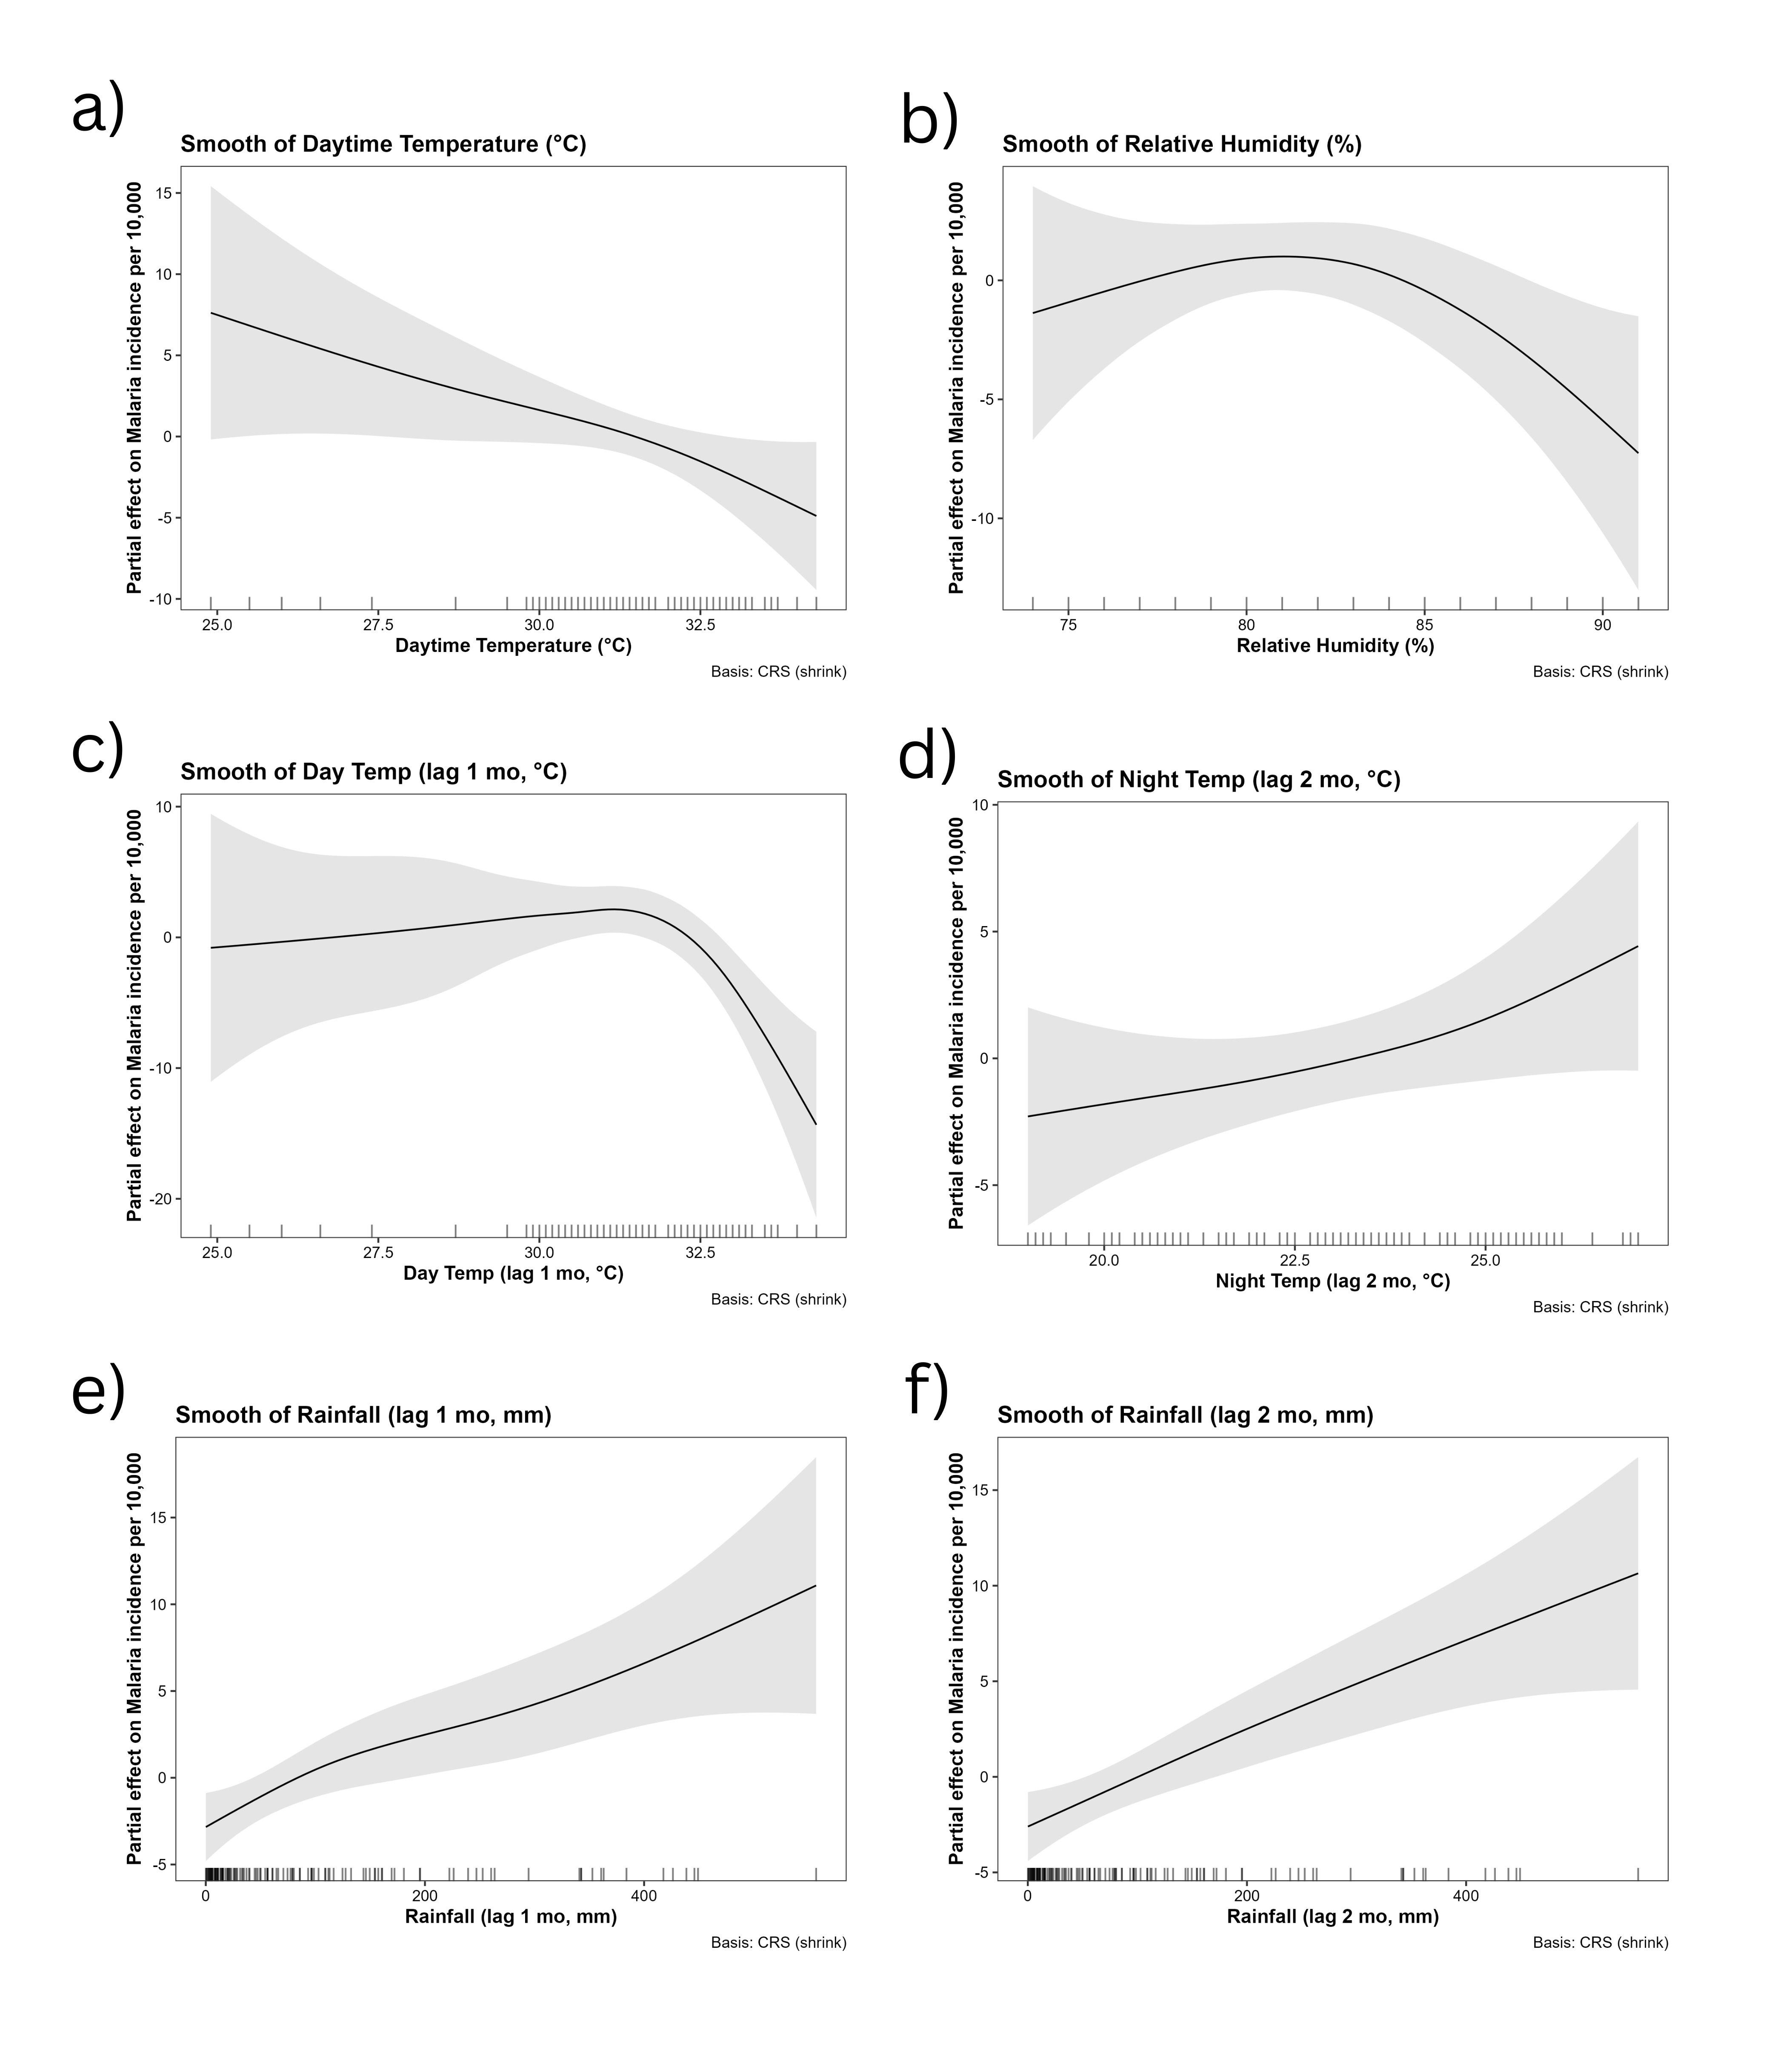 a)
Smooth of Daytime Temperature (°C)
Partial effect on Malaria incidence per 10,000
15
10
5
0
-5
-10
25.0 27.5 30.0 32.5
Daytime Temperature (°C)
Basis: CRS (shrink)
b)
Smooth of Relative Humidity (%)
Partial effect on Malaria incidence per 10,000
0
-5
-10
75 80 85 90
Relative Humidity (%)
Basis: CRS (shrink)
c)
Smooth of Day Temp (lag 1 mo, °C)
Partial effect on Malaria incidence per 10,000
10
0
-10
-20
25.0 27.5 30.0 32.5
Day Temp (lag 1 mo, °C)
Basis: CRS (shrink)
d)
Smooth of Night Temp (lag 2 mo, °C)
Partial effect on Malaria incidence per 10,000
10
5
0
-5
20.0 22.5 25.0
Night Temp (lag 2 mo, °C)
Basis: CRS (shrink)
e)
Smooth of Rainfall (lag 1 mo, mm)
Partial effect on Malaria incidence per 10,000
15
10
5
0
-5
0 200 400
Rainfall (lag 1 mo, mm)
Basis: CRS (shrink)
f)
Smooth of Rainfall (lag 2 mo, mm)
Partial effect on Malaria incidence per 10,000
15
10
5
0
-5
0 200 400
Rainfall (lag 2 mo, mm)
Basis: CRS (shrink)